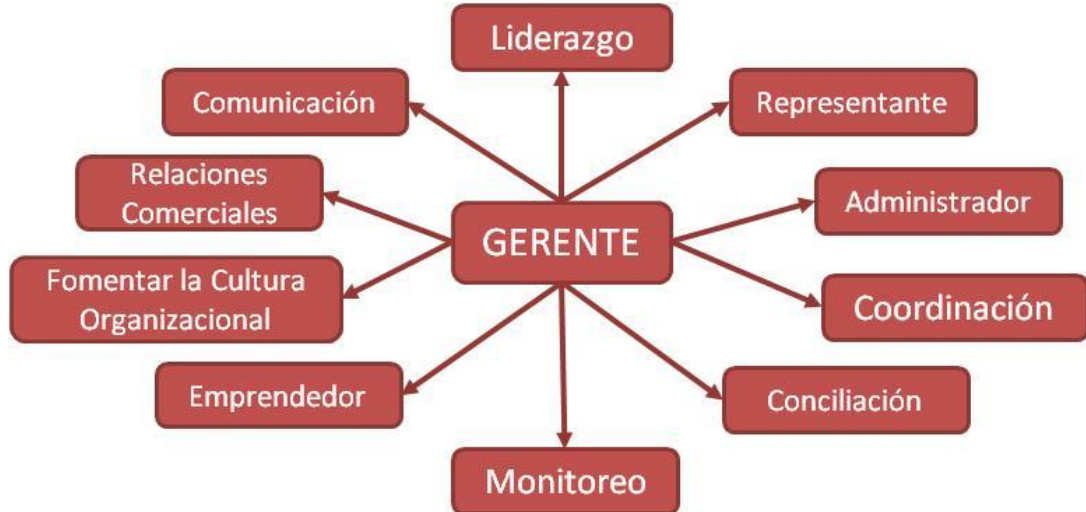 Liderazgo
Comunicación
Representante
Relaciones
Comerciales
Administrador
GERENTE
Fomentar la Cultura
Organizacional
Coordinación
Emprendedor
Conciliación
Monitoreo